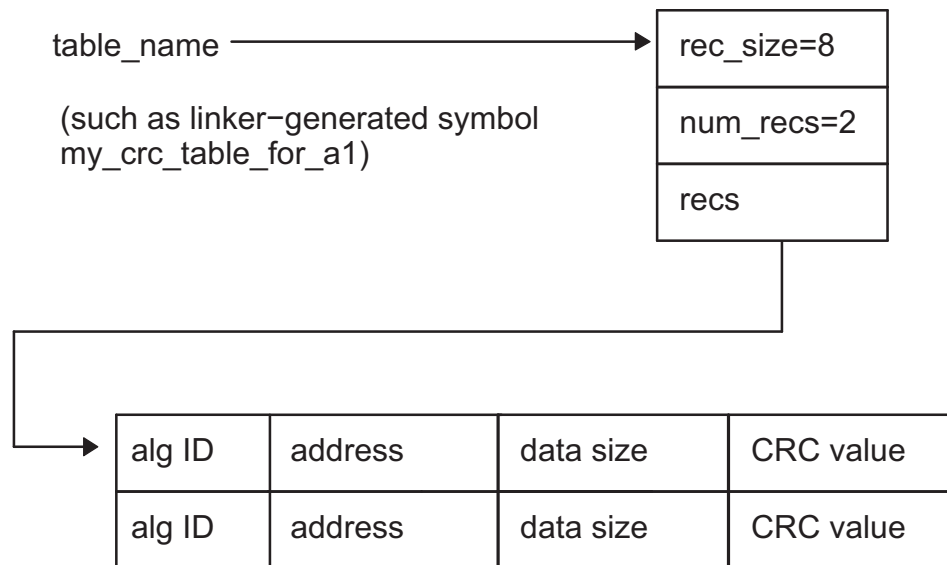 table_name
rec_size=8
(such as linker−generated symbol
my_crc_table_for_a1)
num_recs=2
recs
alg ID address data size CRC value
alg ID address data size CRC value